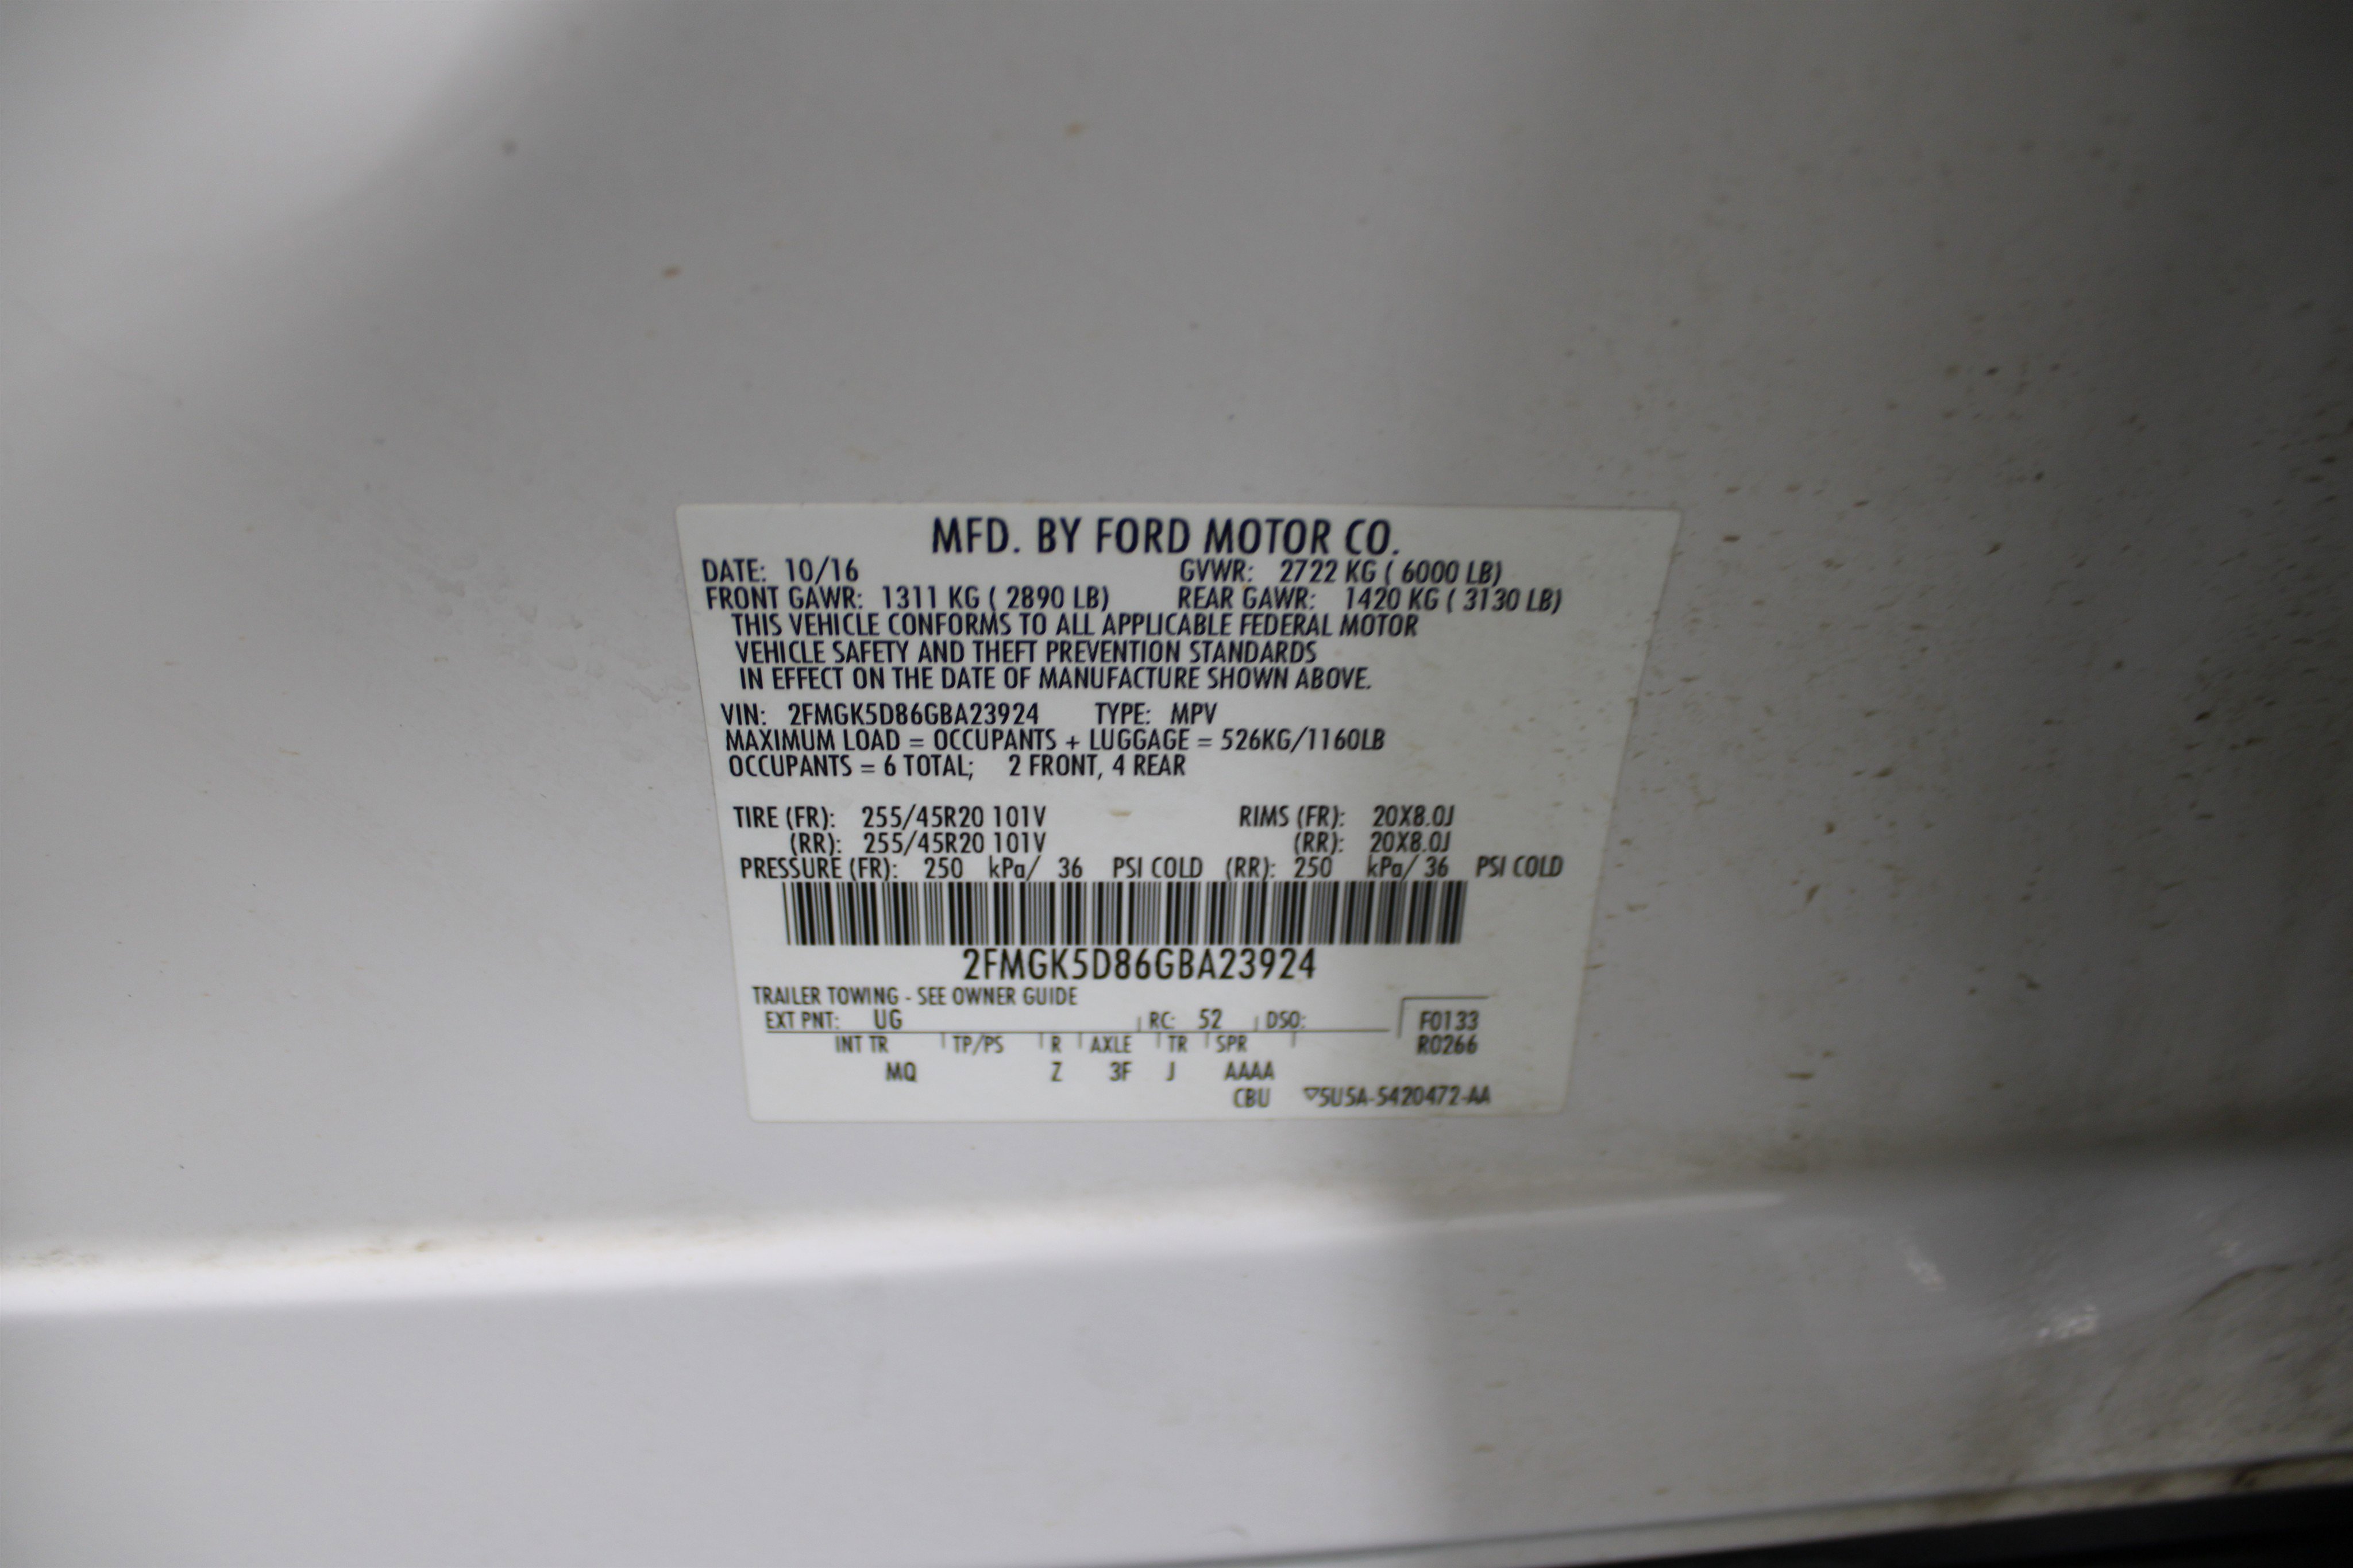 MFD. BY FORD MOTOR CO.
DATE: 10/16 GVWR: 2722 KG ( 6000 LB)
FRONT GAWR: 1311 KG ( 2890 LB) REAR GAWR: 1420 KG ( 3130 LB)
THIS VEHICLE CONFORMS TO ALL APPLICABLE FEDERAL MOTOR
VEHICLE SAFETY AND THEFT PREVENTION STANDARDS
IN EFFECT ON THE DATE OF MANUFACTURE SHOWN ABOVE.
VIN: 2FMGK5D86GBA23924 TYPE: MPV
MAXIMUM LOAD = OCCUPANTS + LUGGAGE = 526KG/1160LB
OCCUPANTS = 6 TOTAL; 2 FRONT, 4 REAR
TIRE (FR): 255/45R20 101V RIMS (FR): 20X8.0J
(RR): 255/45R20 101V (RR): 20X8.0J
PRESSURE (FR): 250 kPa/ 36 PSI COLD (RR): 250 kPa/ 36 PSI COLD
2FMGK5D86GBA23924
TRAILER TOWING - SEE OWNER GUIDE
EXT PNT: UG RC: 52 DSO: F0133
INT TR TP/PS R AXLE TR SPR R0266
MQ Z 3F J AAAA
CBU ▽5U5A-5420472-AA